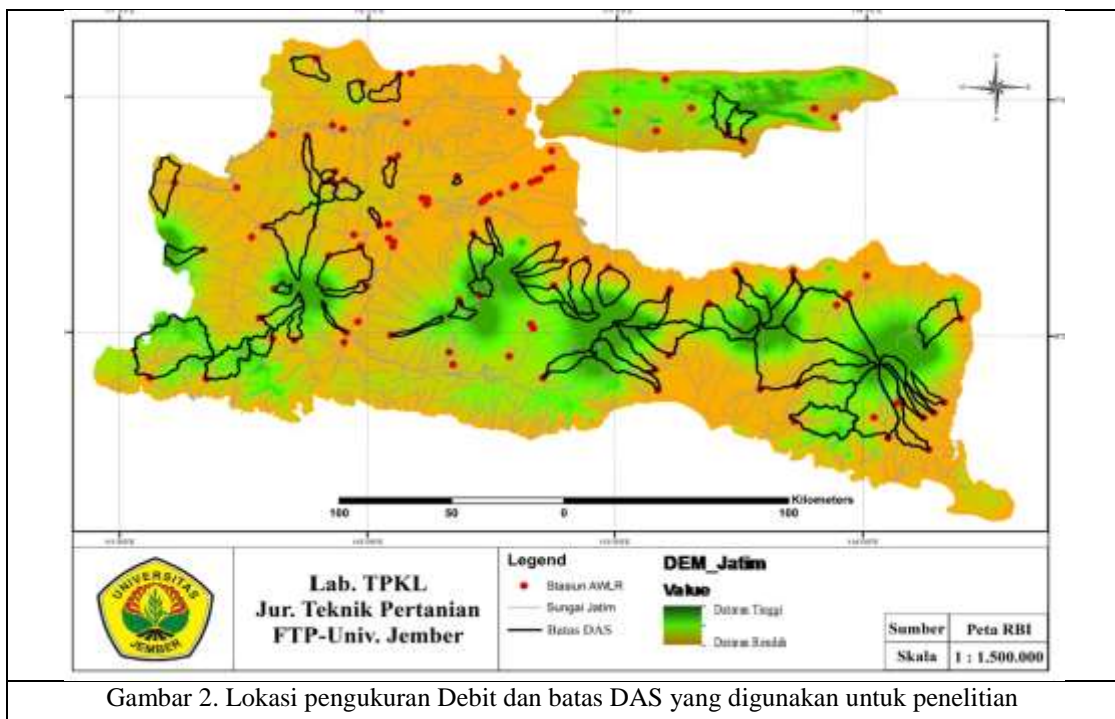 Kilometers
100 50 0 100
UNIVERSITAS
JEMBER
Lab. TPKL
Jur. Teknik Pertanian
FTP-Univ. Jember
Legend
Stasiun AWLR
Sungai Jatim
Batas DAS
DEM_Jatim
Value
Dataran Tinggi
Dataran Rendah
Sumber Peta RBI
Skala 1 : 1.500.000
Gambar 2. Lokasi pengukuran Debit dan batas DAS yang digunakan untuk penelitian